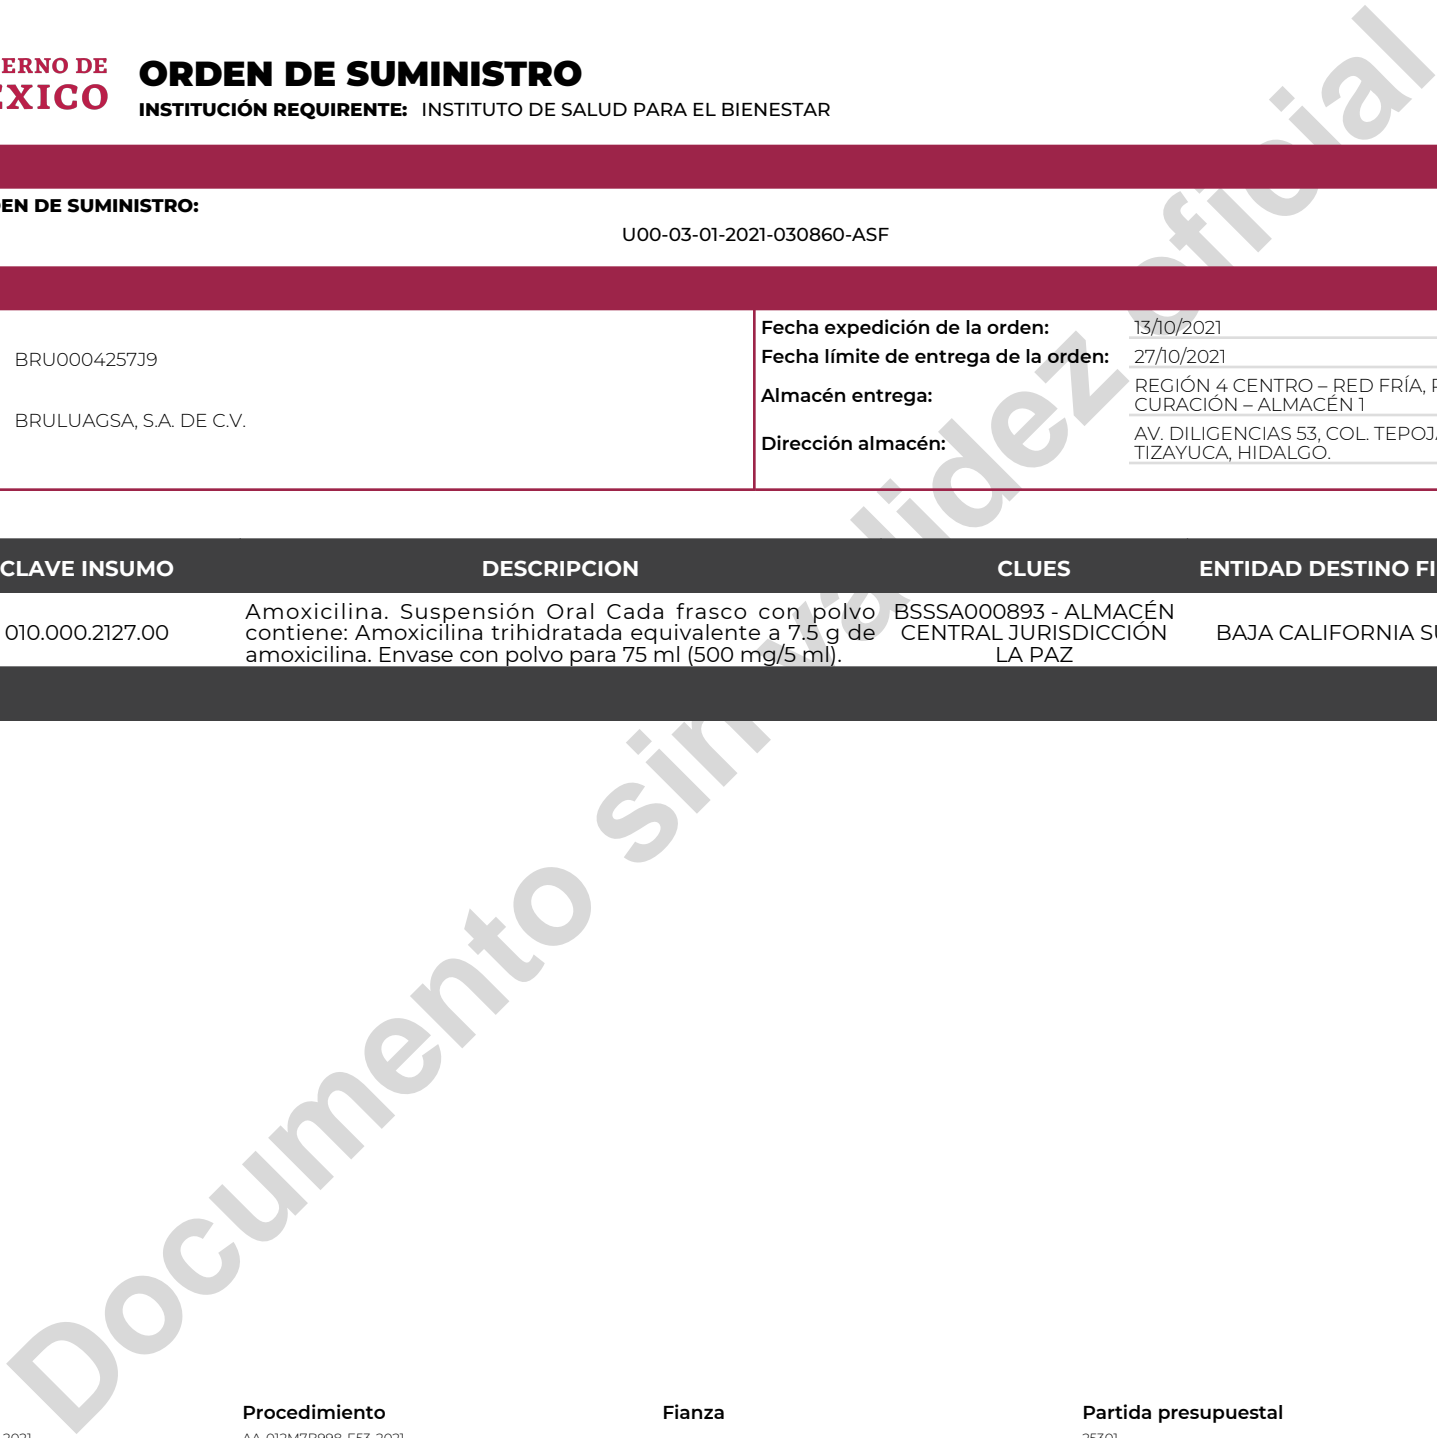 ERNO DE
ORDEN DE SUMINISTRO
INSTITUCIÓN REQUIRENTE: INSTITUTO DE SALUD PARA EL BIENESTAR
EN DE SUMINISTRO:
U00-03-01-2021-030860-ASF
BRU0004257J9
BRULUAGSA, S.A. DE C.V.
Fecha expedición de la orden: 13/10/2021
Fecha límite de entrega de la orden: 27/10/2021
Almacén entrega: REGIÓN 4 CENTRO – RED FRÍA,
CURACIÓN – ALMACÉN 1
Dirección almacén: AV. DILIGENCIAS 53, COL.
TIZAYUCA, HIDALGO.
CLAVE INSUMO DESCRIPCION CLUES ENTIDAD DESTINO
010.000.2127.00
Amoxicilina. Suspensión Oral Cada frasco con polvo
contiene: Amoxicilina trihidratada equivalente a 7.5 g de
amoxicilina. Envase con polvo para 75 ml (500 mg/5 ml).
BSSSA000893 - ALMACÉN
CENTRAL JURISDICCIÓN
LA PAZ
BAJA CALIFORNIA
Documento sin validez oficial
Procedimiento Fianza Partida presupuestal